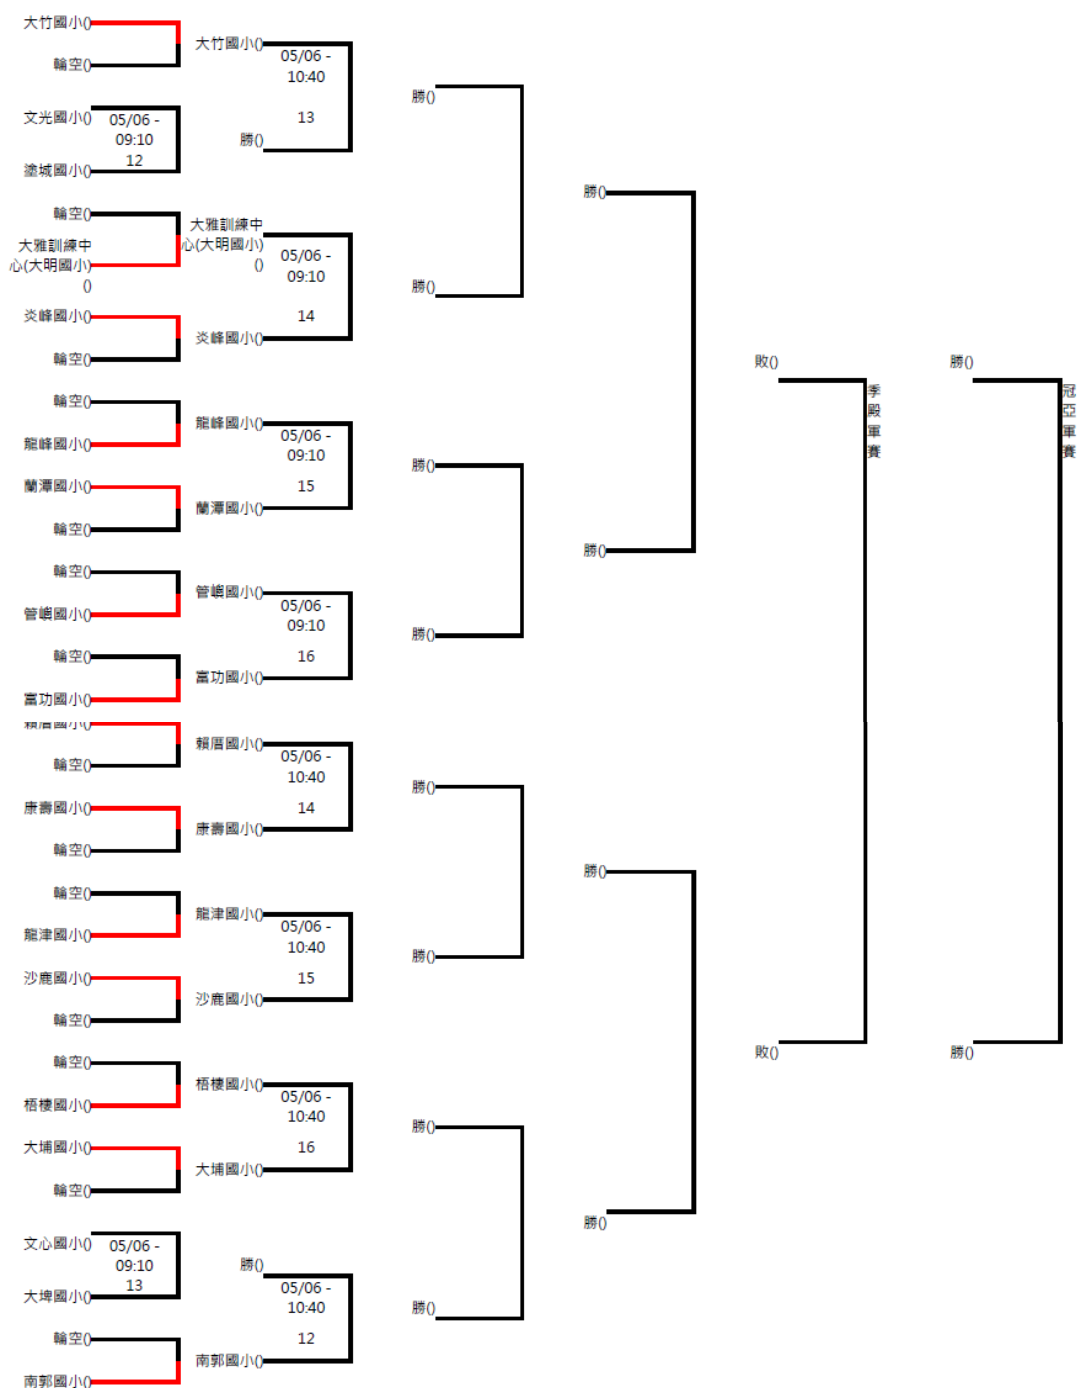 大竹國小()
輪空()
文光國小()
05/06 -
09:10
12
塗城國小()
輪空()
大雅訓練中
心(大明國小)
()
炎峰國小()
輪空()
輪空()
龍峰國小()
蘭潭國小()
輪空()
輪空()
管嶼國小()
輪空()
富功國小()
賴厝國小()
輪空()
康壽國小()
輪空()
輪空()
龍津國小()
沙鹿國小()
輪空()
輪空()
梧棲國小()
大埔國小()
輪空()
文心國小()
05/06 -
09:10
13
大埤國小()
輪空()
南郭國小()
大竹國小()
05/06 -
10:40
13
勝()
大雅訓練中
心(大明國小)
()
05/06 -
09:10
14
炎峰國小()
龍峰國小()
05/06 -
09:10
15
蘭潭國小()
管嶼國小()
05/06 -
09:10
16
富功國小()
賴厝國小()
05/06 -
10:40
14
康壽國小()
龍津國小()
05/06 -
10:40
15
沙鹿國小()
梧棲國小()
05/06 -
10:40
16
大埔國小()
勝()
05/06 -
10:40
12
南郭國小()
勝()
勝()
勝()
勝()
勝()
勝()
勝()
勝()
勝()
勝()
勝()
勝()
敗()
季殿軍賽
敗()
勝()
冠亞軍賽
勝()